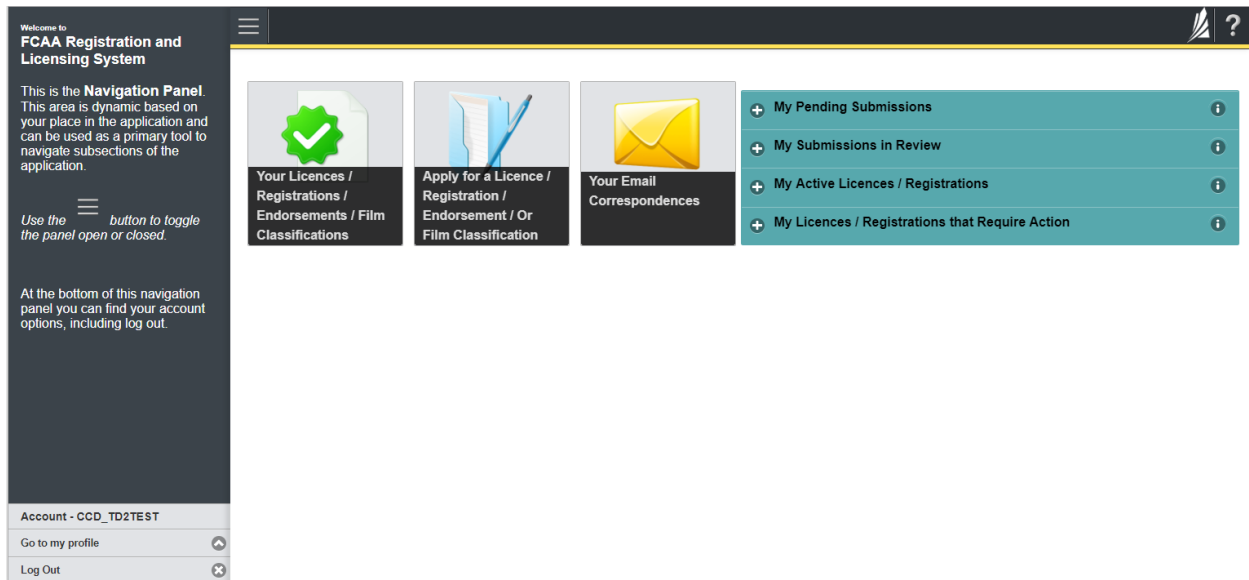 Welcome to
FCAA Registration and
Licensing System
This is the Navigation Panel.
This area is dynamic based on
your place in the application and
can be used as a primary tool to
navigate subsections of the
application.
Use the button to toggle
the panel open or closed.
At the bottom of this navigation
panel you can find your account
options, including log out.
Account - CCD_TD2TEST
Go to my profile
Log Out
?
Your Licences /
Registrations /
Endorsements / Film
Classifications
Apply for a Licence /
Registration /
Endorsement / Or
Film Classification
Your Email
Correspondences
My Pending Submissions
My Submissions in Review
My Active Licences / Registrations
My Licences / Registrations that Require Action